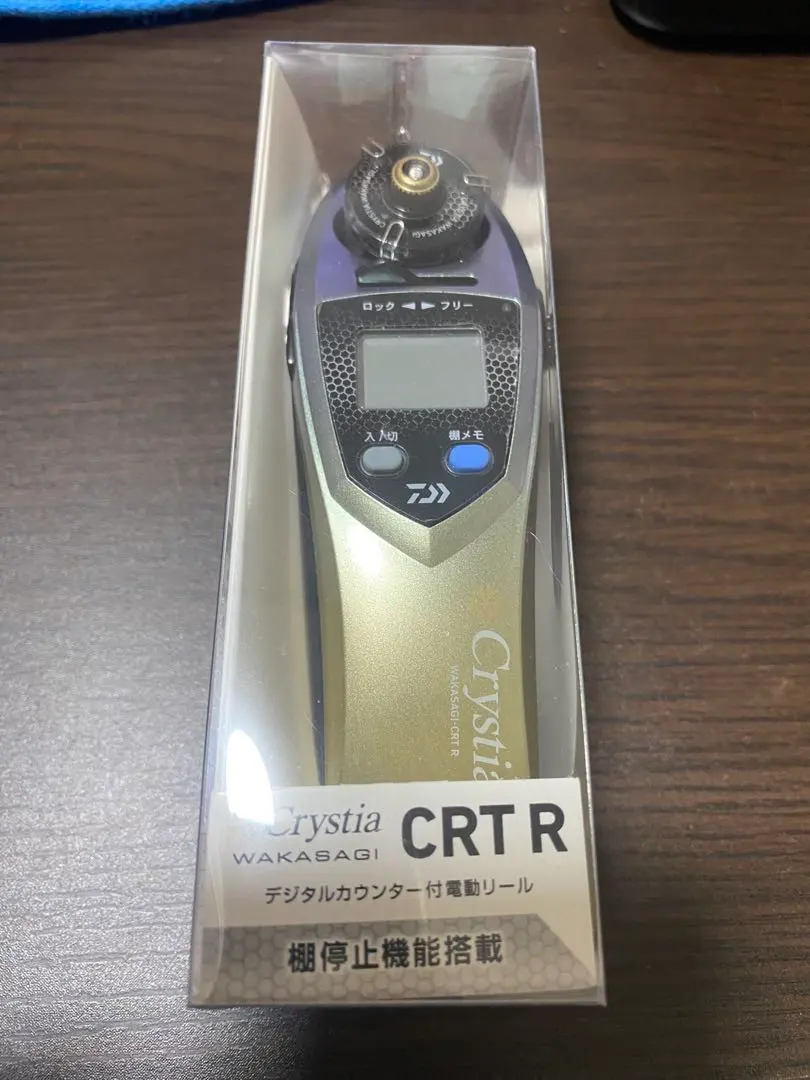 CRYSTIA WAKASAGI
ロック ◀ ▶ フリー
入/切
棚メモ
Crystia
WAKASAGI-CRT R
Crystia
WAKASAGI
CRT R
デジタルカウンター付電動リール
棚停止機能搭載